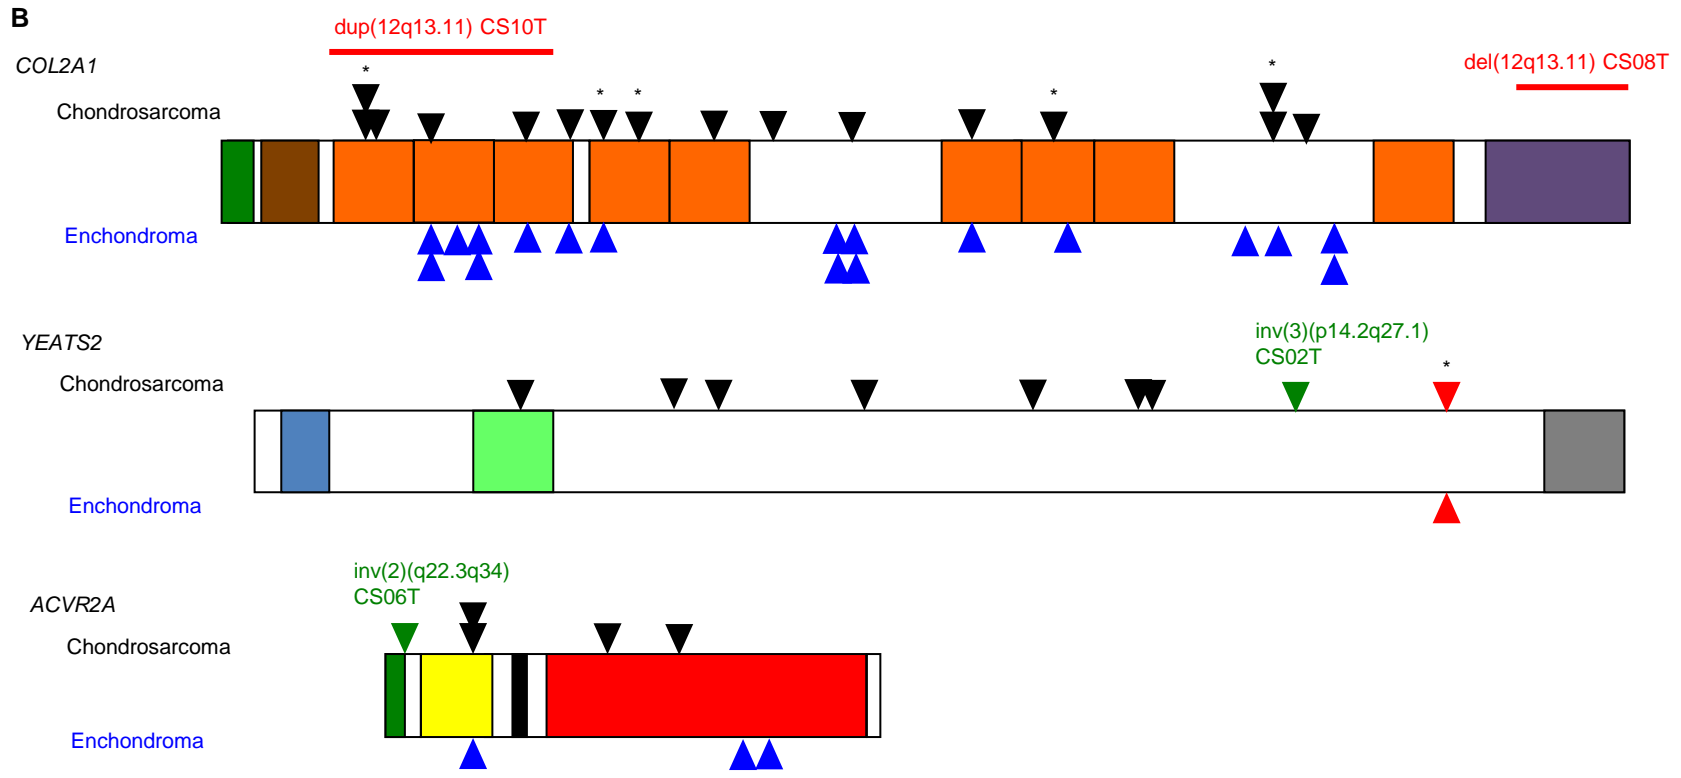 B
dup(12q13.11) CS10T
COL2A1
del(12q13.11) CS08T
*
*
* *
*
Chondrosarcoma
Enchondroma
YEATS2
inv(3)(p14.2q27.1)
CS02T
*
Chondrosarcoma
Enchondroma
inv(2)(q22.3q34)
CS06T
ACVR2A
Chondrosarcoma
Enchondroma